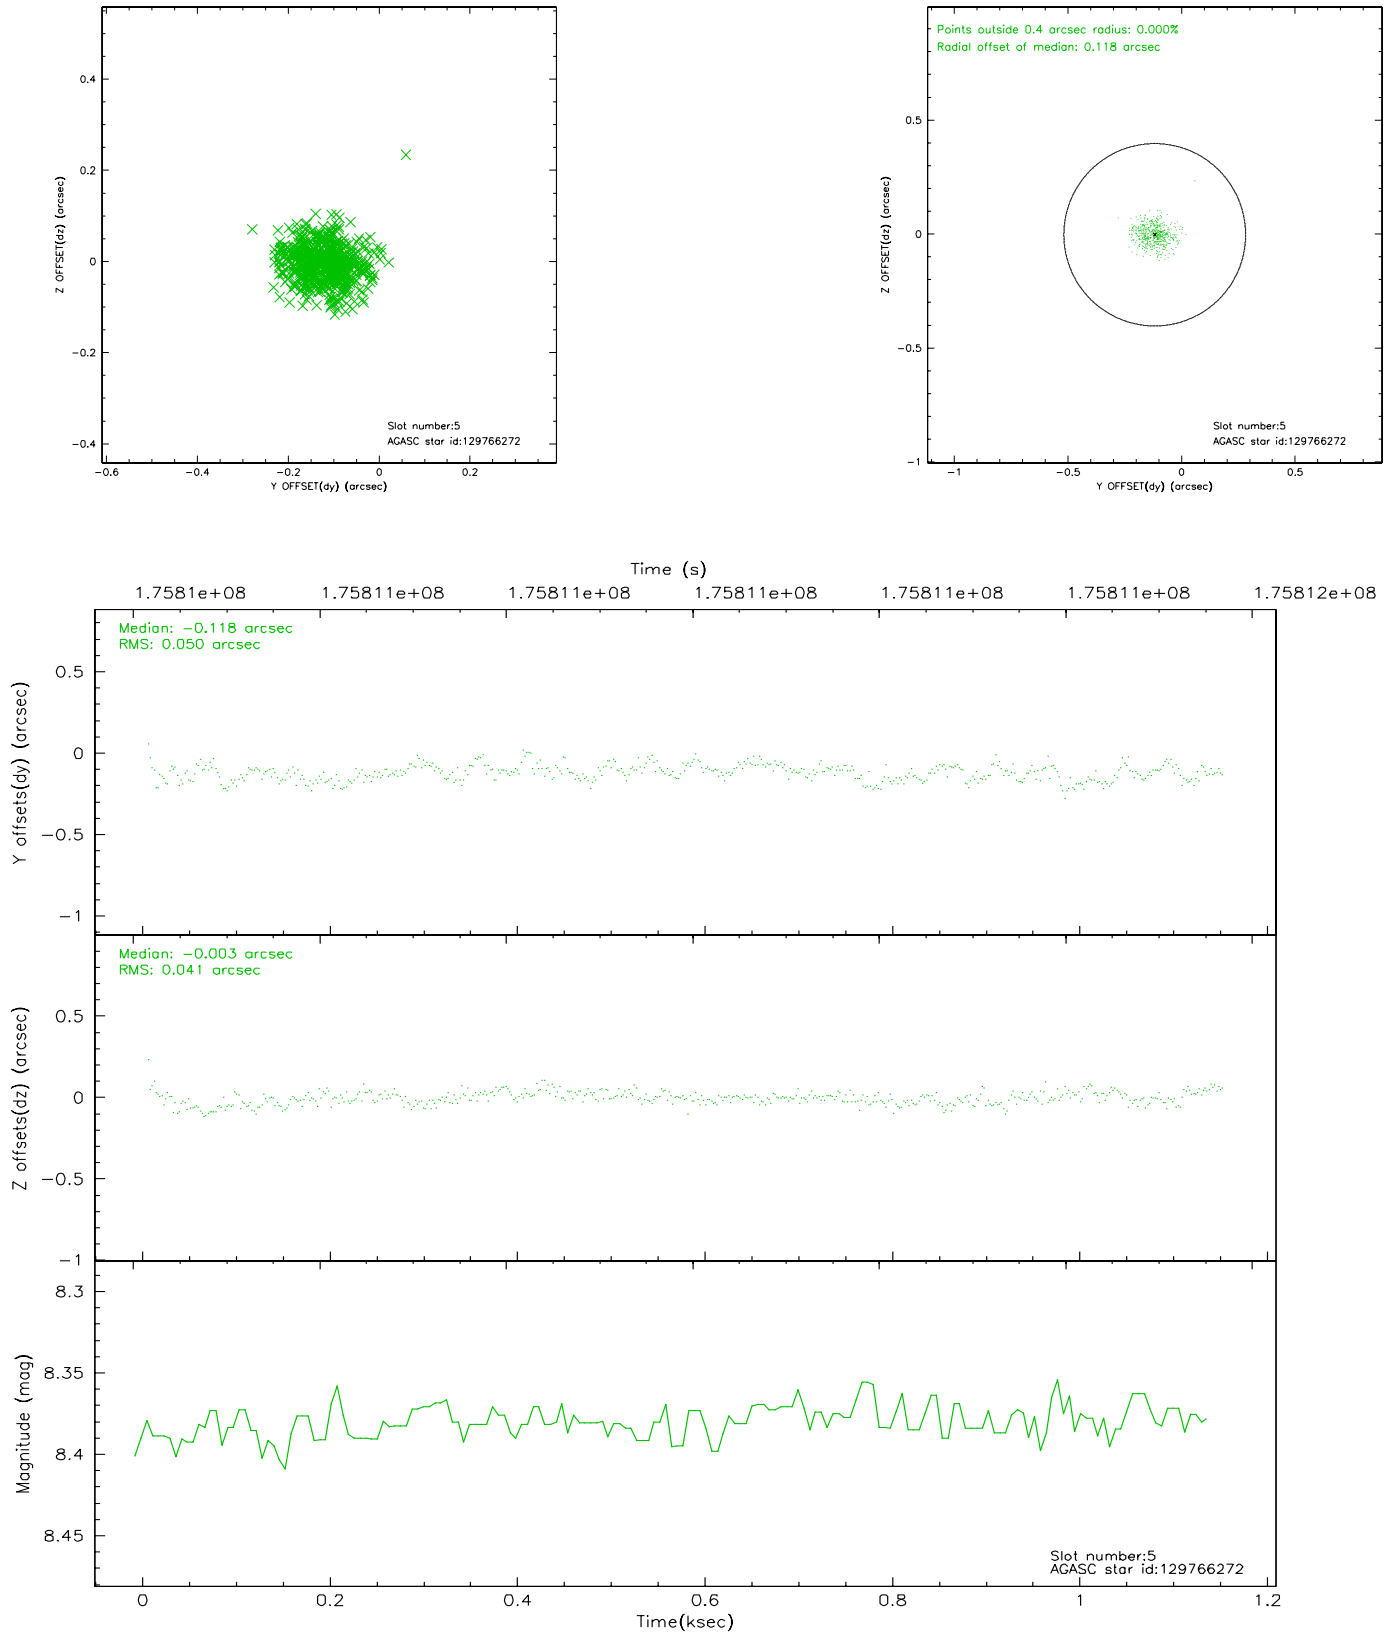 0.4
0.2
0
−0.2
−0.4
Z OFFSET(dz) (arcsec)
Slot number:5
AGASC star id:129766272
−0.6 −0.4 −0.2 0 0.2
Y OFFSET(dy) (arcsec)
Points outside 0.4 arcsec radius: 0.000%
Radial offset of median: 0.118 arcsec
0.5
0
−0.5
−1
Z OFFSET(dz) (arcsec)
Slot number:5
AGASC star id:129766272
−1 −0.5 0 0.5
Y OFFSET(dy) (arcsec)
Time (s)
1.7581e+08 1.75811e+08 1.75811e+08 1.75811e+08 1.75811e+08 1.75811e+08 1.75812e+08
Median: −0.118 arcsec
RMS: 0.050 arcsec
0.5
0
−0.5
−1
Y offsets(dy) (arcsec)
Median: −0.003 arcsec
RMS: 0.041 arcsec
0.5
0
−0.5
−1
Z offsets(dz) (arcsec)
8.3
8.35
8.4
8.45
Magnitude (mag)
Slot number:5
AGASC star id:129766272
0 0.2 0.4 0.6 0.8 1 1.2
Time(ksec)